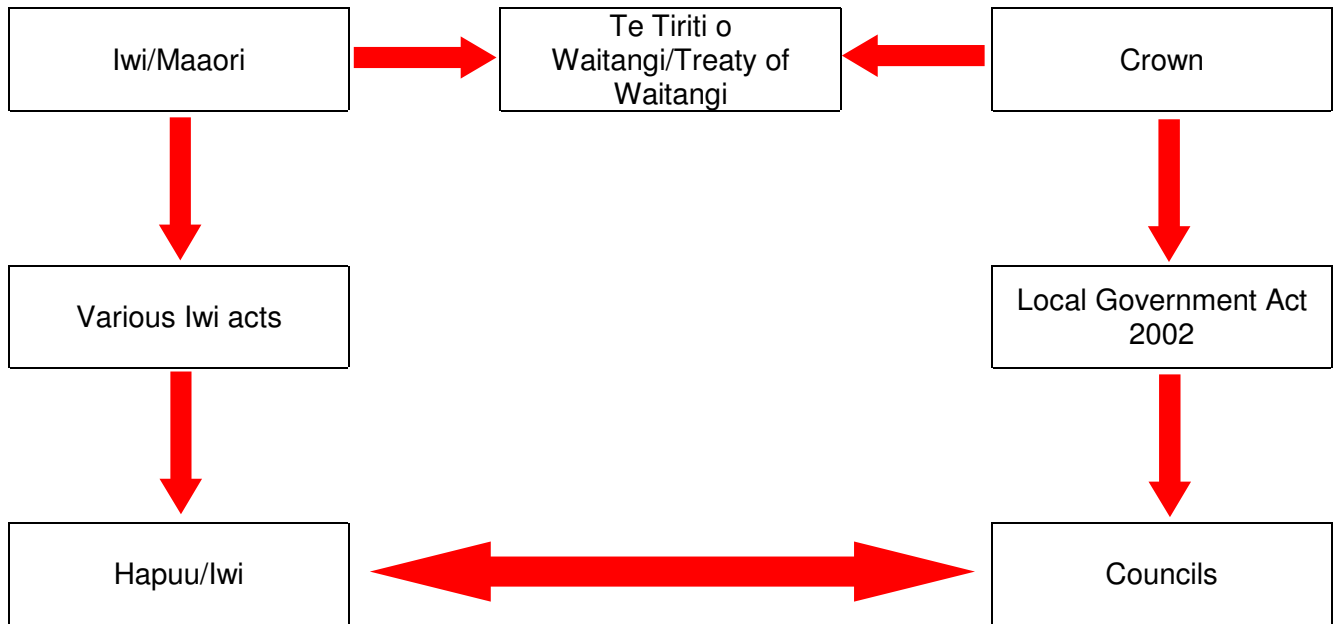 Iwi/Maaori
Te Tiriti o
Waitangi/Treaty of
Waitangi
Crown
Various Iwi acts
Local Government Act
2002
Hapuu/Iwi
Councils